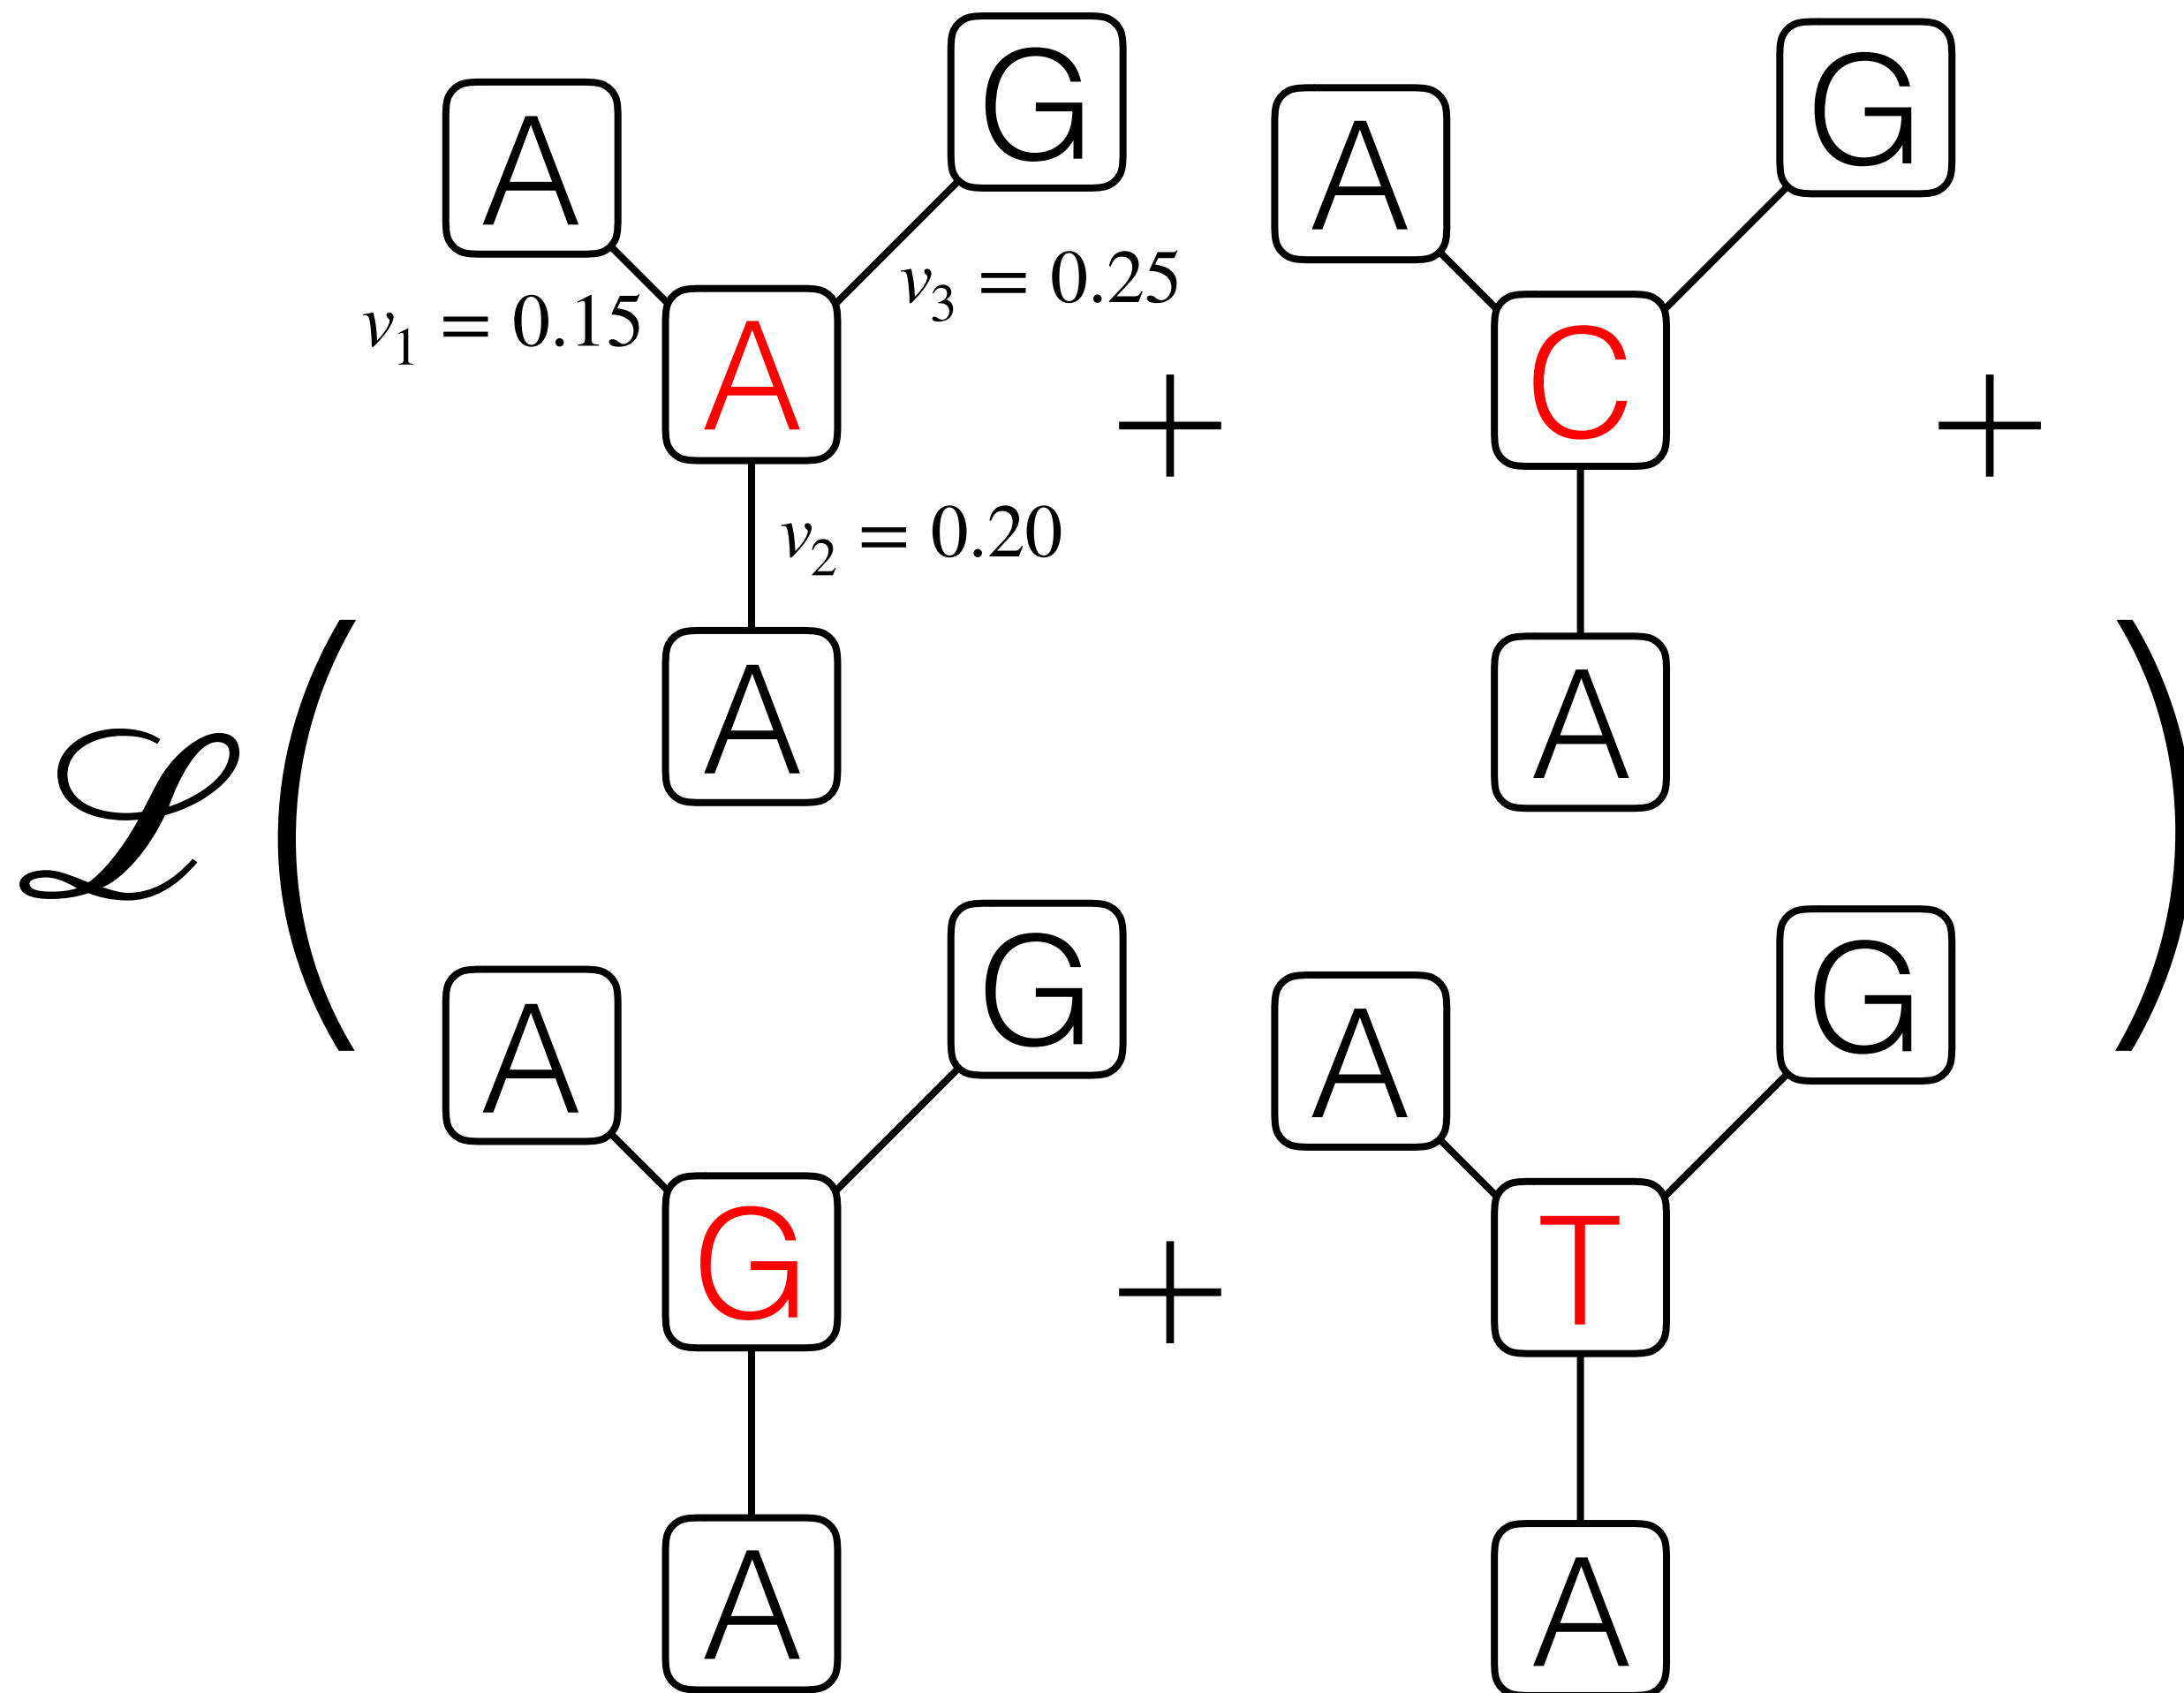 A G A G
v1 = 0.15 A v3 = 0.25 + C +
v2 = 0.20
A A
ℒ ( )
A G A G
G + T
A A